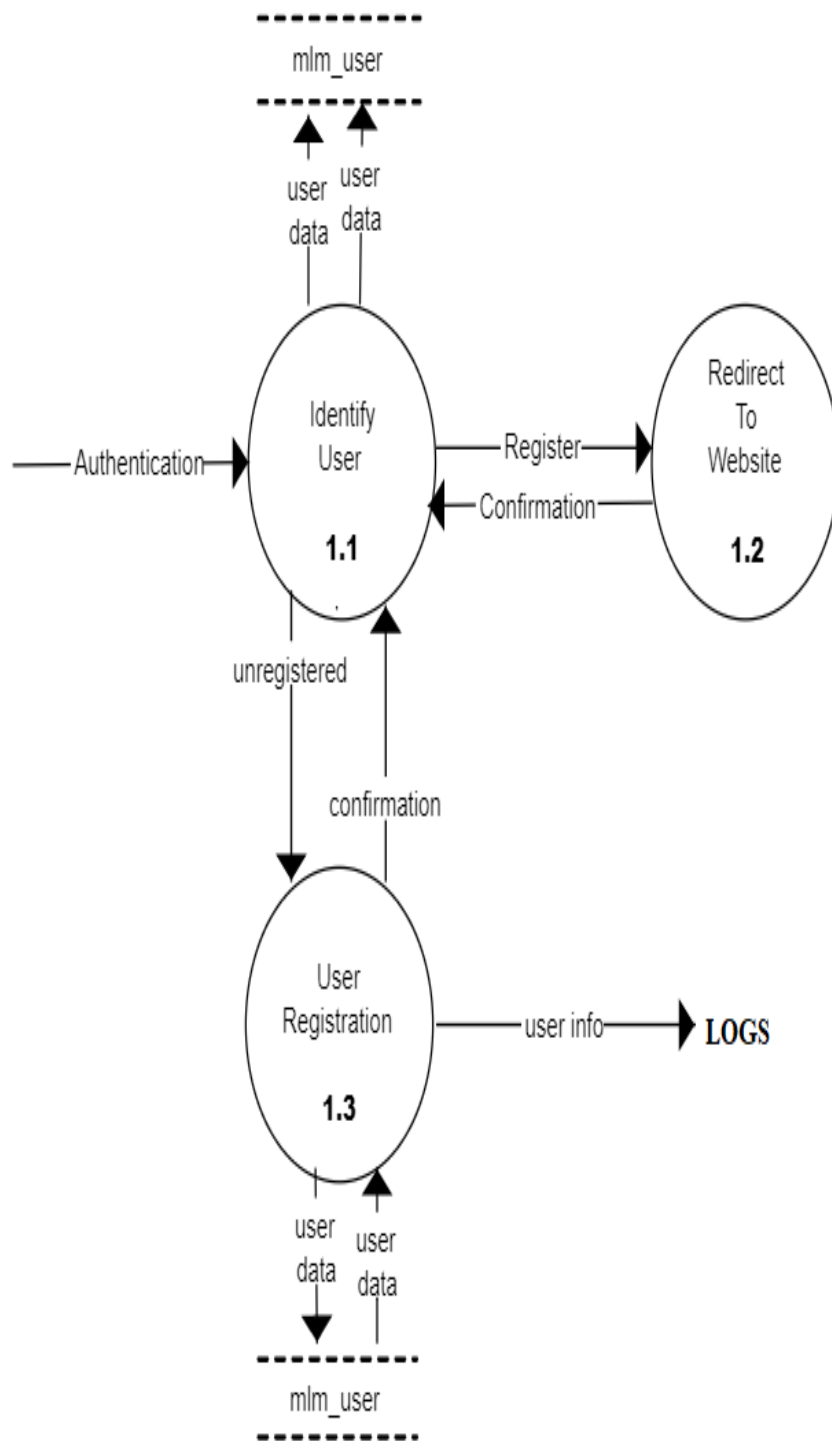 mlm_user
user
data
user
data
Identify
User
1.1
Authentication
Register
Confirmation
Redirect
To
Website
1.2
unregistered
confirmation
User
Registration
1.3
user info
LOGS
user
data
user
data
mlm_user